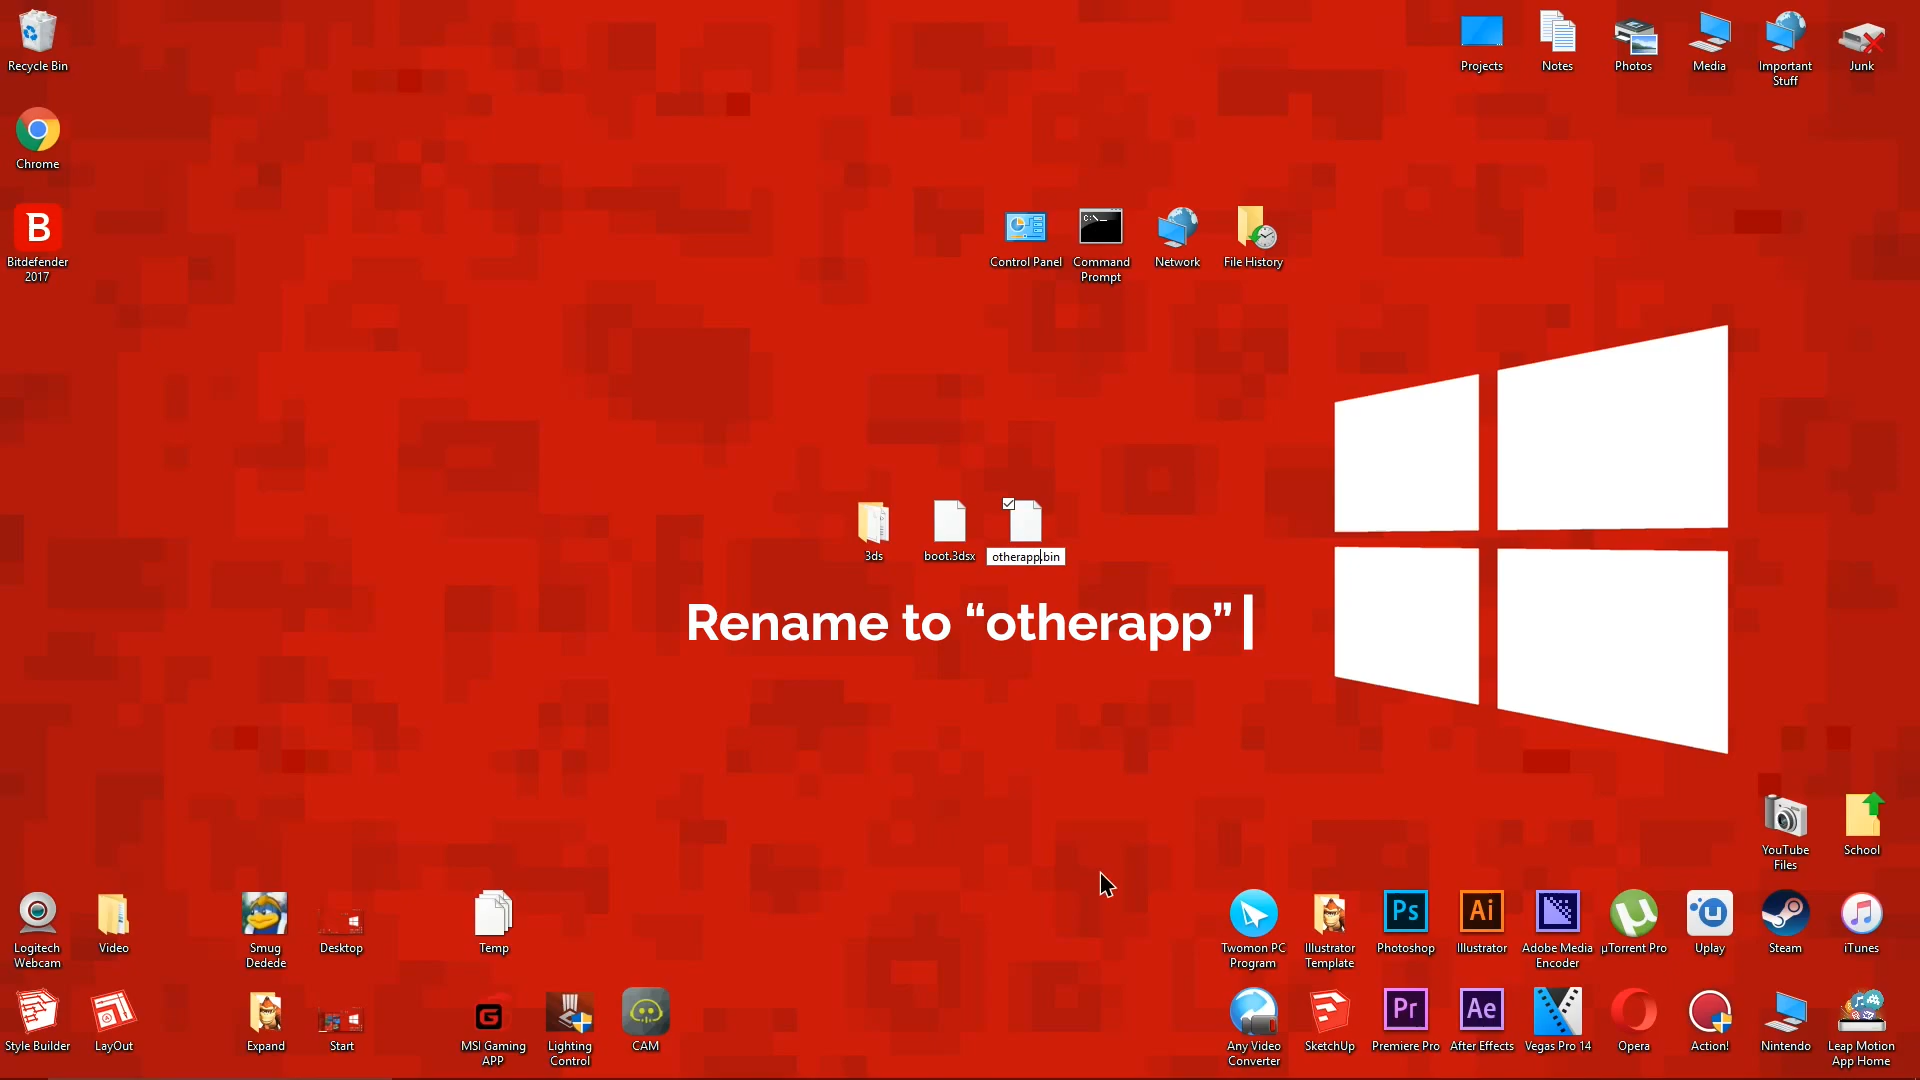 Recycle Bin
Projects
Notes
Photos
Media
Important
Stuff
Junk
Chrome
B
Bitdefender
2017
C:\_
Control Panel
Command
Prompt
Network
File History
3ds
boot.3dsx
otherapp.bin
Rename to “otherapp”
YouTube
Files
School
Logitech
Webcam
Video
Smug
Dedede
Desktop
Temp
Twomon PC
Program
Illustrator
Template
Ps
Photoshop
Ai
Illustrator
Adobe Media
Encoder
µTorrent Pro
Uplay
Steam
iTunes
Style Builder
LayOut
Expand
Start
G
MSI Gaming
APP
Lighting
Control
CAM
Any Video
Converter
SketchUp
Pr
Premiere Pro
Ae
After Effects
Vegas Pro 14
Opera
Action!
Nintendo
Leap Motion
App Home